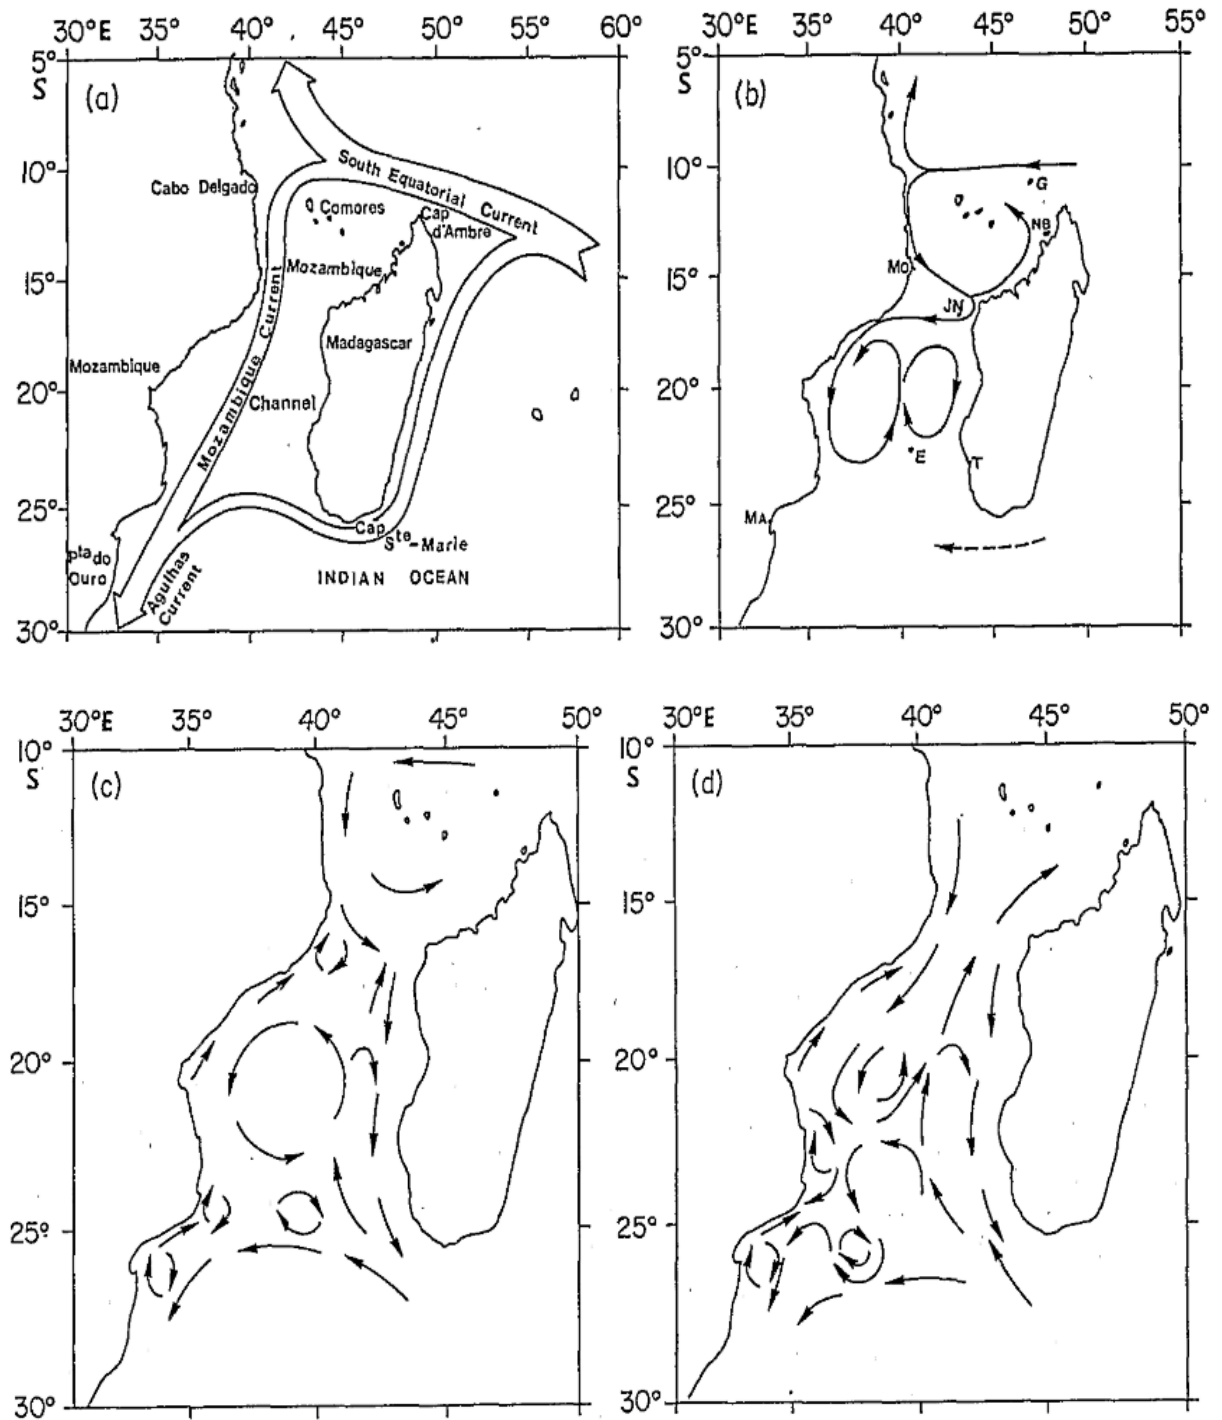 30°E 35° 40° 45° 50° 55° 60°
5°
S
(a)
10°
15°
20°
25°
30°
South Equatorial Current
Cabo Delgado
Comores
Cap
d'Ambre
Mozambique
Madagascar
Mozambique
Channel
Mozambique Current
Cap
Ste-Marie
Pta do
Ouro
Agulhas
Current
INDIAN OCEAN
30°E 35° 40° 45° 50° 55°
5°
S
(b)
10°
15°
20°
25°
30°
G
NB
Mo
JN
E
T
MA
30°E 35° 40° 45° 50°
10°
S
(c)
15°
20°
25°
30°
30°E 35° 40° 45° 50°
10°
S
(d)
15°
20°
25°
30°